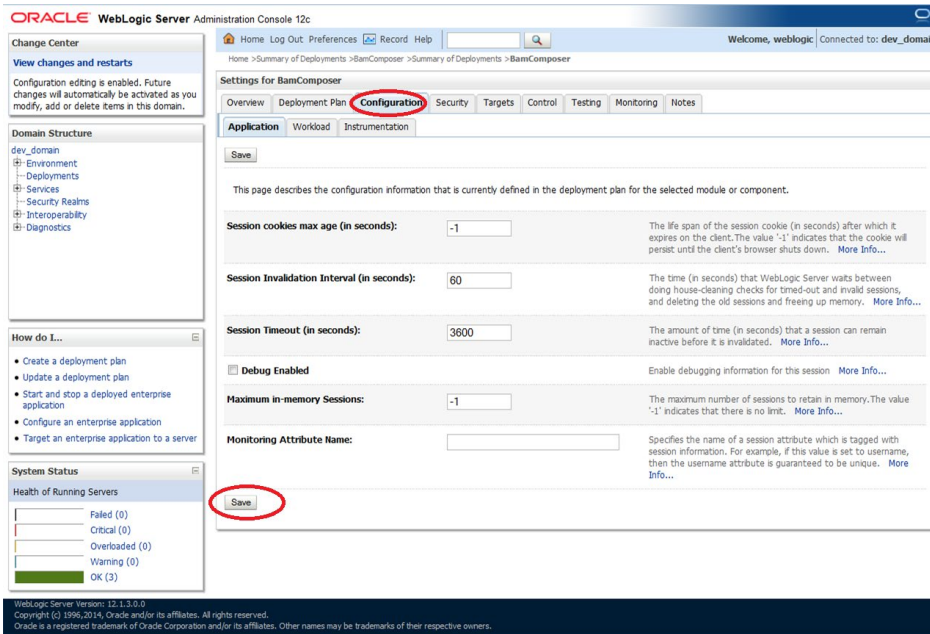 ORACLE WebLogic Server Administration Console 12c
Change Center
View changes and restarts
Configuration editing is enabled. Future
changes will automatically be activated as you
modify, add or delete items in this domain.
Domain Structure
dev_domain
Environment
Deployments
Services
Security Realms
Interoperability
Diagnostics
How do I...
Create a deployment plan
Update a deployment plan
Start and stop a deployed enterprise
application
Configure an enterprise application
Target an enterprise application to a server
System Status
Health of Running Servers
Failed (0)
Critical (0)
Overloaded (0)
Warning (0)
OK (3)
Home Log Out Preferences Record Help
Welcome, weblogic Connected to: dev_domai
Home >Summary of Deployments >BamComposer >Summary of Deployments >BamComposer
Settings for BamComposer
Overview Deployment Plan Configuration Security Targets Control Testing Monitoring Notes
Application Workload Instrumentation
Save
This page describes the configuration information that is currently defined in the deployment plan for the selected module or component.
Session cookies max age (in seconds):
-1
The life span of the session cookie (in seconds) after which it
expires on the client.The value '-1' indicates that the cookie will
persist until the client's browser shuts down. More Info...
Session Invalidation Interval (in seconds):
60
The time (in seconds) that WebLogic Server waits between
doing house-cleaning checks for timed-out and invalid sessions,
and deleting the old sessions and freeing up memory. More Info...
Session Timeout (in seconds):
3600
The amount of time (in seconds) that a session can remain
inactive before it is invalidated. More Info...
Debug Enabled
Enable debugging information for this session More Info...
Maximum in-memory Sessions:
-1
The maximum number of sessions to retain in memory.The value
'-1' indicates that there is no limit. More Info...
Monitoring Attribute Name:
Specifies the name of a session attribute which is tagged with
session information. For example, if this value is set to username,
then the username attribute is guaranteed to be unique. More
Info...
Save
WebLogic Server Version: 12.1.3.0.0
Copyright (c) 1996,2014, Oracle and/or its affiliates. All rights reserved.
Oracle is a registered trademark of Oracle Corporation and/or its affiliates. Other names may be trademarks of their respective owners.